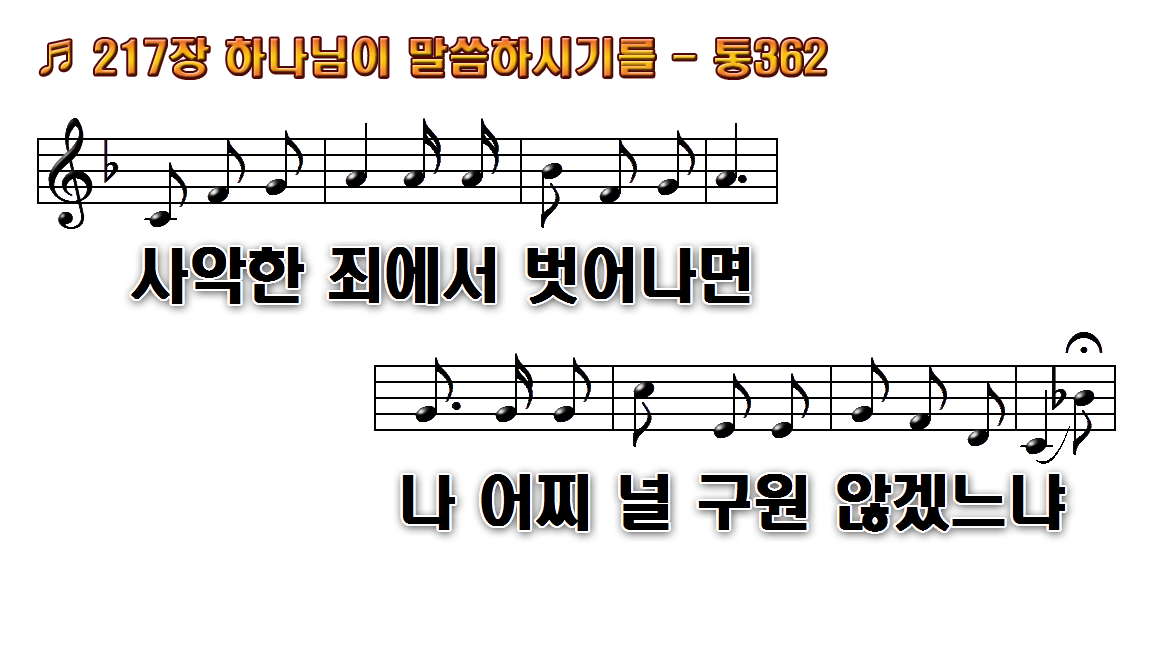 ♬ 217장 하나님이 말씀하시기를 - 통362
사악한 죄에서 벗어나면
나 어찌 널 구원 않겠느냐